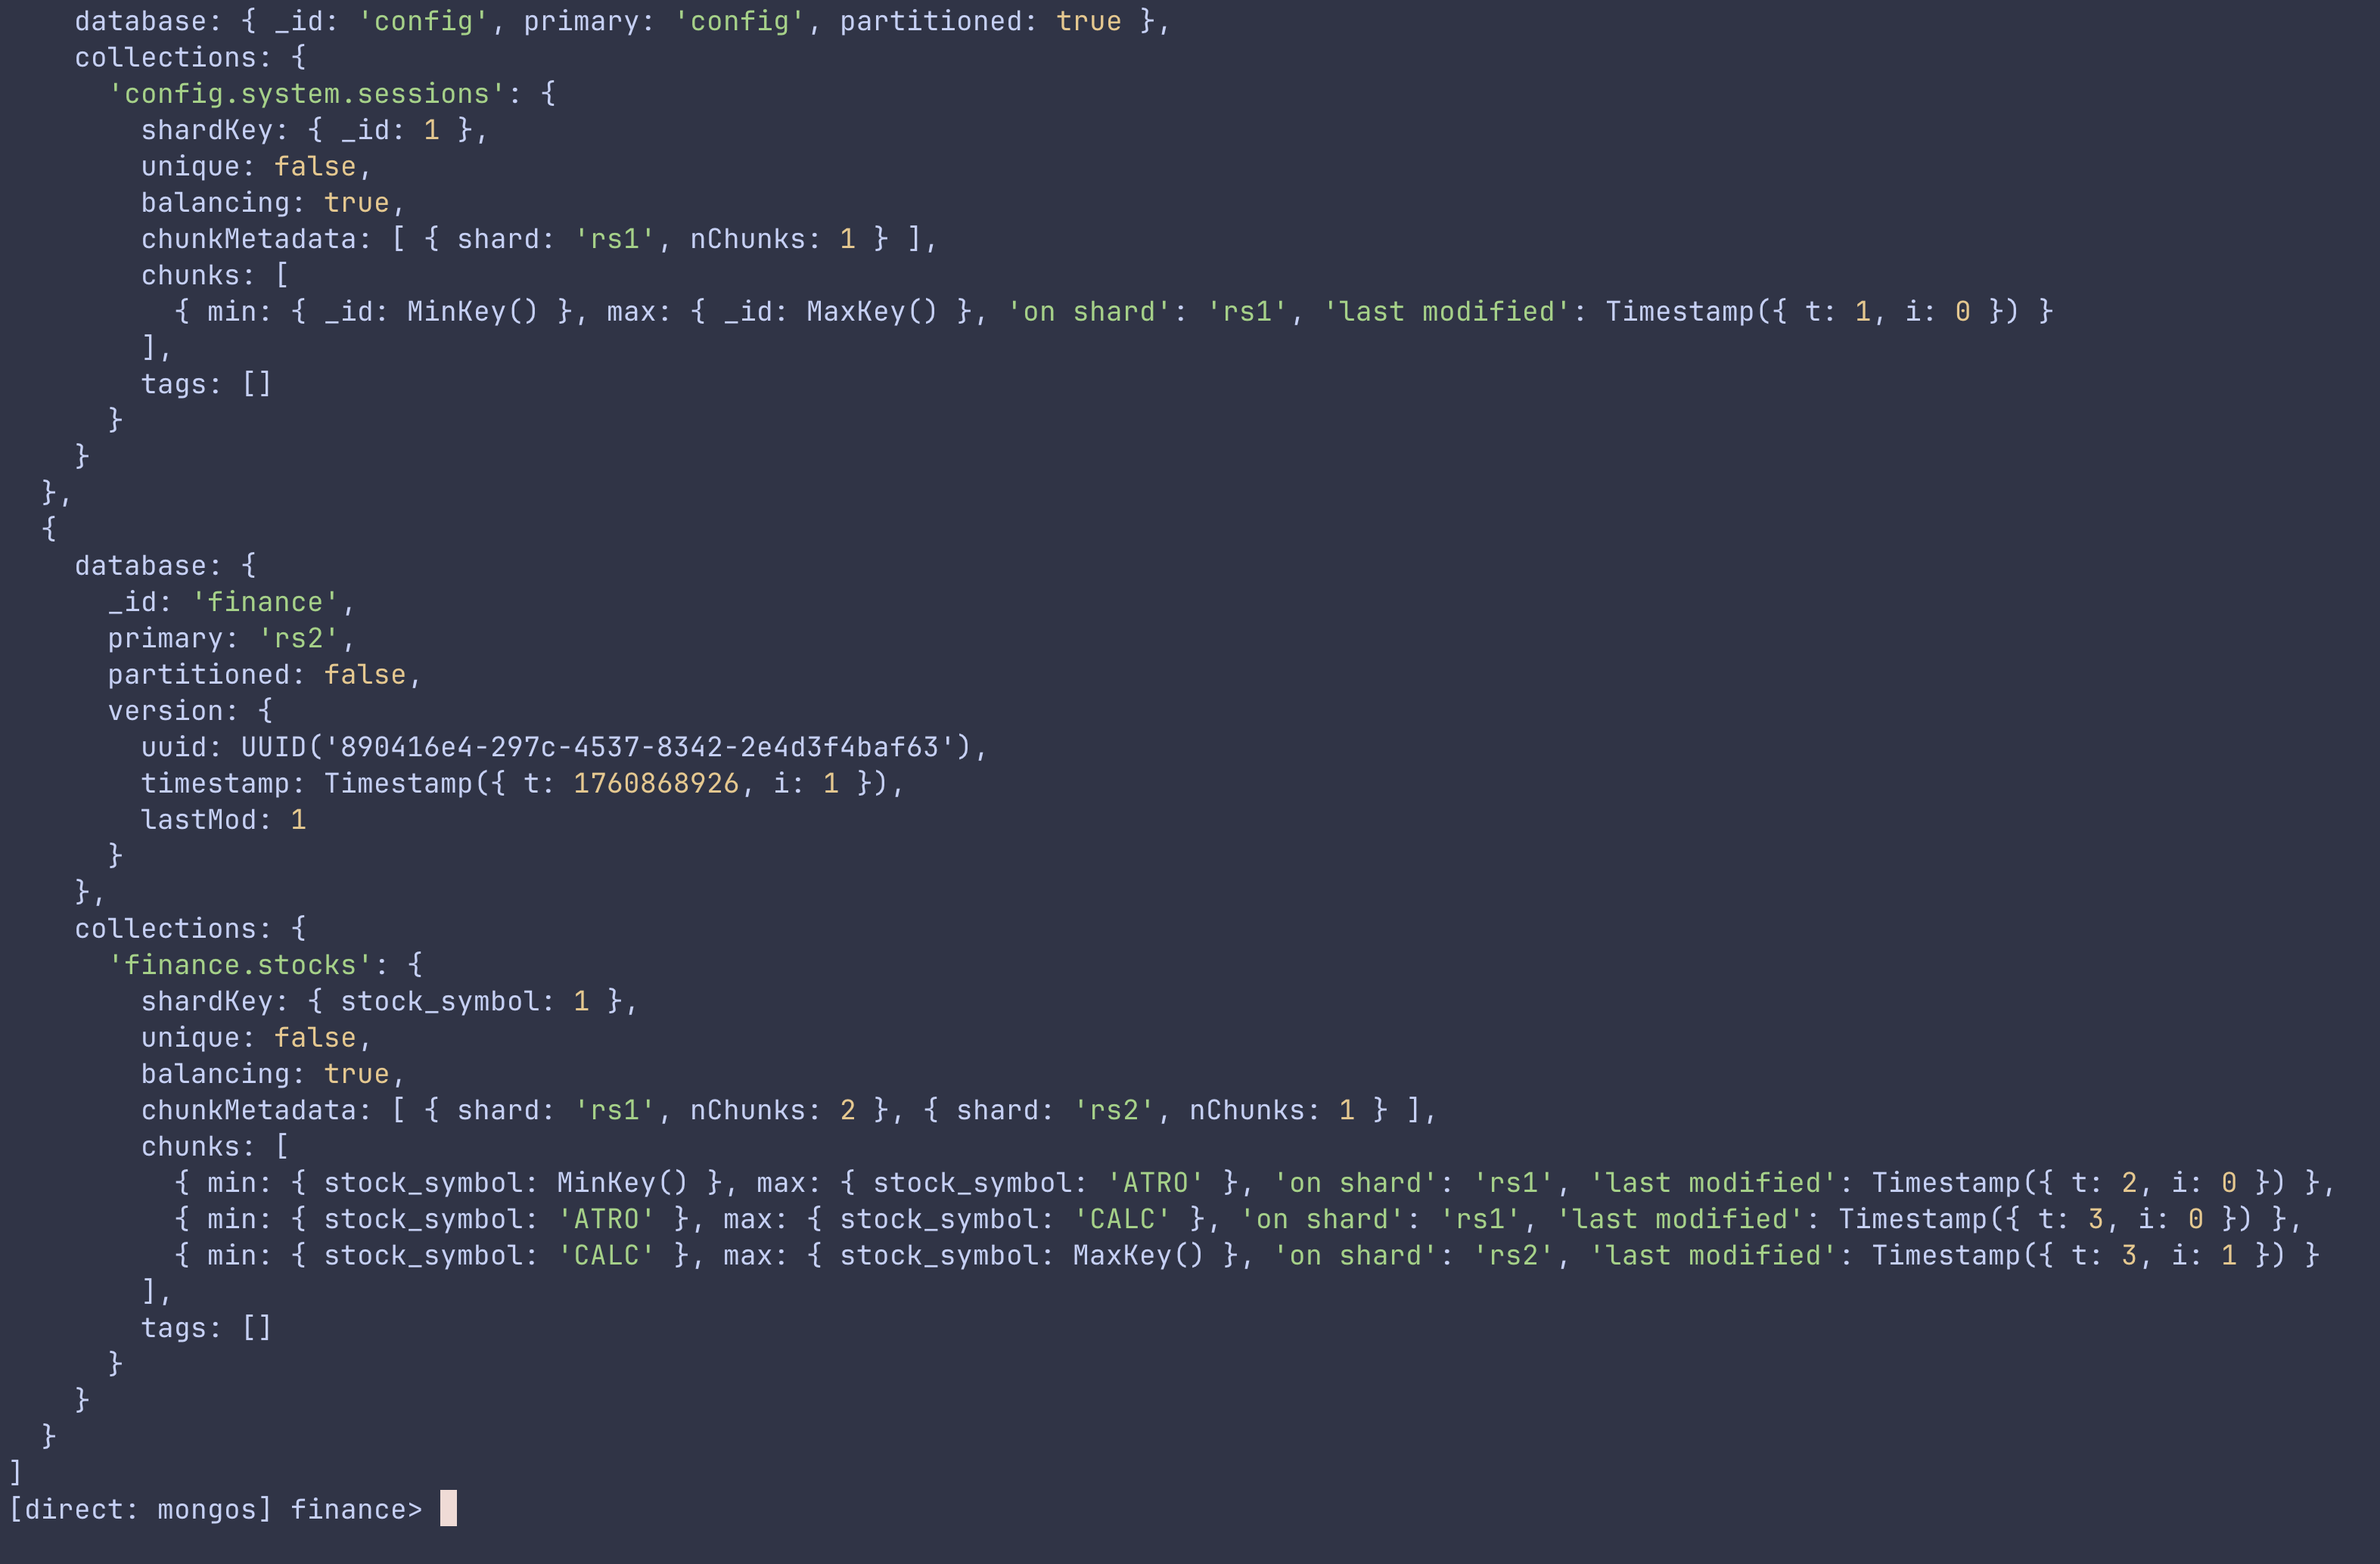 database: { _id: 'config', primary: 'config', partitioned: true },
collections: {
'config.system.sessions': {
shardKey: { _id: 1 },
unique: false,
balancing: true,
chunkMetadata: [ { shard: 'rs1', nChunks: 1 } ],
chunks: [
{ min: { _id: MinKey() }, max: { _id: MaxKey() }, 'on shard': 'rs1', 'last modified': Timestamp({ t: 1, i: 0 }) }
],
tags: []
}
}
},
{
database: {
_id: 'finance',
primary: 'rs2',
partitioned: false,
version: {
uuid: UUID('890416e4-297c-4537-8342-2e4d3f4baf63'),
timestamp: Timestamp({ t: 1760868926, i: 1 }),
lastMod: 1
}
},
collections: {
'finance.stocks': {
shardKey: { stock_symbol: 1 },
unique: false,
balancing: true,
chunkMetadata: [ { shard: 'rs1', nChunks: 2 }, { shard: 'rs2', nChunks: 1 } ],
chunks: [
{ min: { stock_symbol: MinKey() }, max: { stock_symbol: 'ATRO' }, 'on shard': 'rs1', 'last modified': Timestamp({ t: 2, i: 0 }) },
{ min: { stock_symbol: 'ATRO' }, max: { stock_symbol: 'CALC' }, 'on shard': 'rs1', 'last modified': Timestamp({ t: 3, i: 0 }) },
{ min: { stock_symbol: 'CALC' }, max: { stock_symbol: MaxKey() }, 'on shard': 'rs2', 'last modified': Timestamp({ t: 3, i: 1 }) }
],
tags: []
}
}
}
]
[direct: mongos] finance>